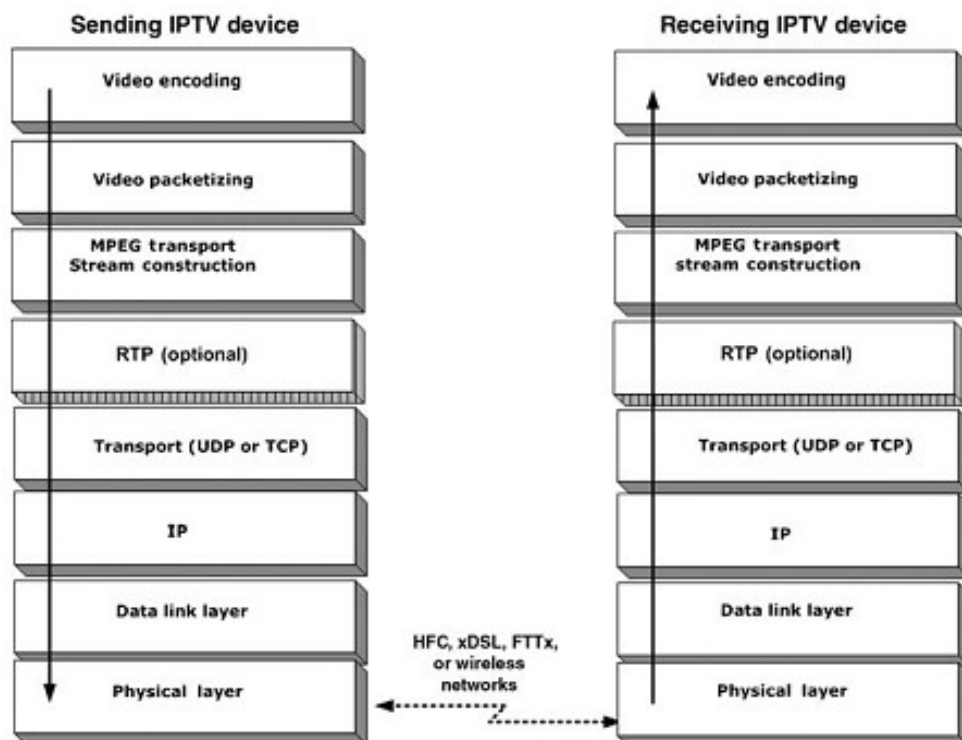 Sending IPTV device
Video encoding
Video packetizing
MPEG transport
Stream construction
RTP (optional)
Transport (UDP or TCP)
IP
Data link layer
Physical layer
HFC, xDSL, FTTx,
or wireless
networks
Receiving IPTV device
Video encoding
Video packetizing
MPEG transport
stream construction
RTP (optional)
Transport (UDP or TCP)
IP
Data link layer
Physical layer